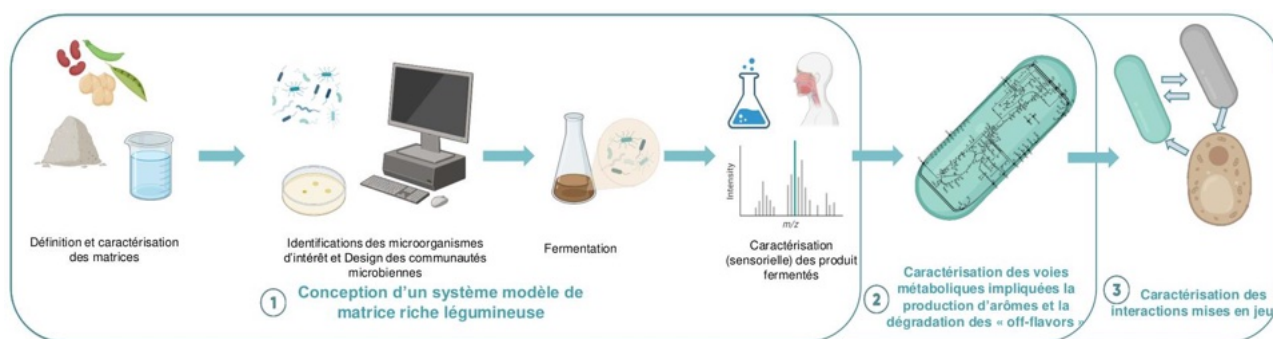 Définition et caractérisation
des matrices
Identifications des microorganismes
d'intérêt et Design des communautés
microbiennes
Fermentation
Intensity
m/z
Caractérisation
(sensorielle) des produit
fermentés
1
Conception d'un système modèle de
matrice riche légumineuse
2
Caractérisation des voies
métaboliques impliquées la
production d'arômes et la
dégradation des « off-flavors »
3
Caractérisation des
interactions mises en jeu